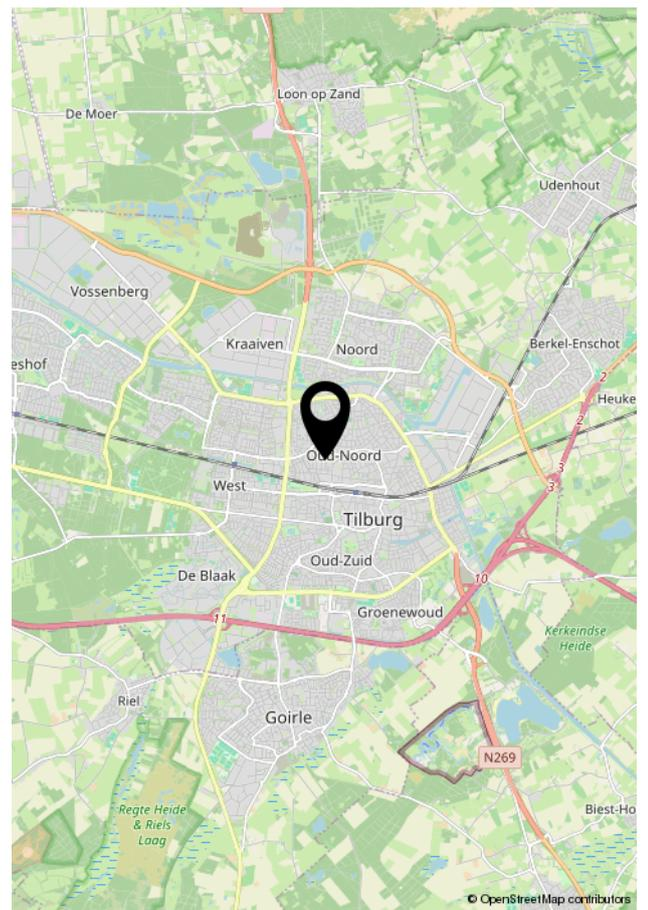 Loon op Zand
De Moer
Udenhout
Vossenberg
Kraaiven
Noord
Berkel-Enschot
eshof
2
Heuke
2
Oud-Noord
3
West
3
Tilburg
Oud-Zuid
De Blaak
10
Groenewoud
11
Kerkeindse
Heide
Riel
Goirle
N269
Regte Heide
& Riels
Laag
Biest-Ho
© OpenStreetMap contributors